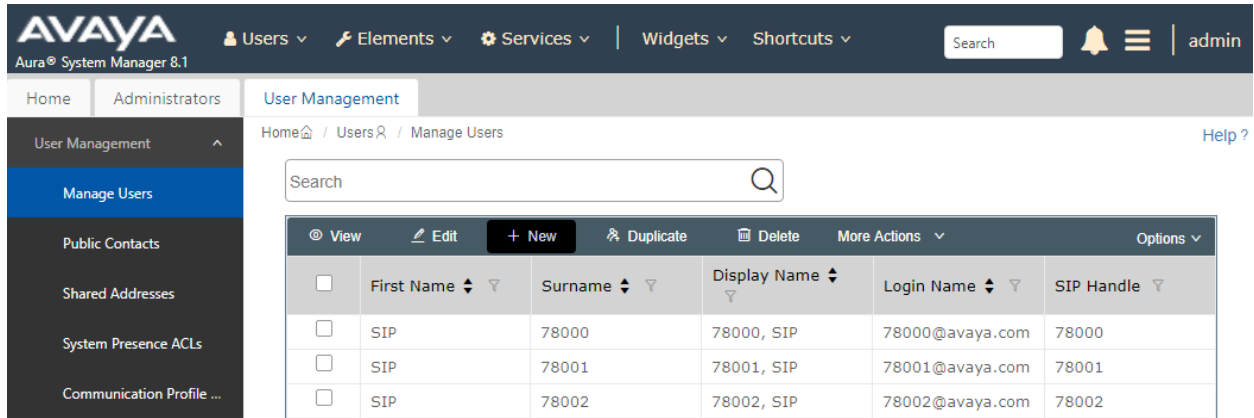 AVAYA
Aura® System Manager 8.1
Users Elements Services | Widgets Shortcuts Search admin
Home Administrators User Management
User Management
Manage Users
Public Contacts
Shared Addresses
System Presence ACLs
Communication Profile ...
Home / Users / Manage Users
Help ?
Search
View Edit + New Duplicate Delete More Actions Options
First Name Surname Display Name Login Name SIP Handle
SIP 78000 78000, SIP 78000@avaya.com 78000
SIP 78001 78001, SIP 78001@avaya.com 78001
SIP 78002 78002, SIP 78002@avaya.com 78002